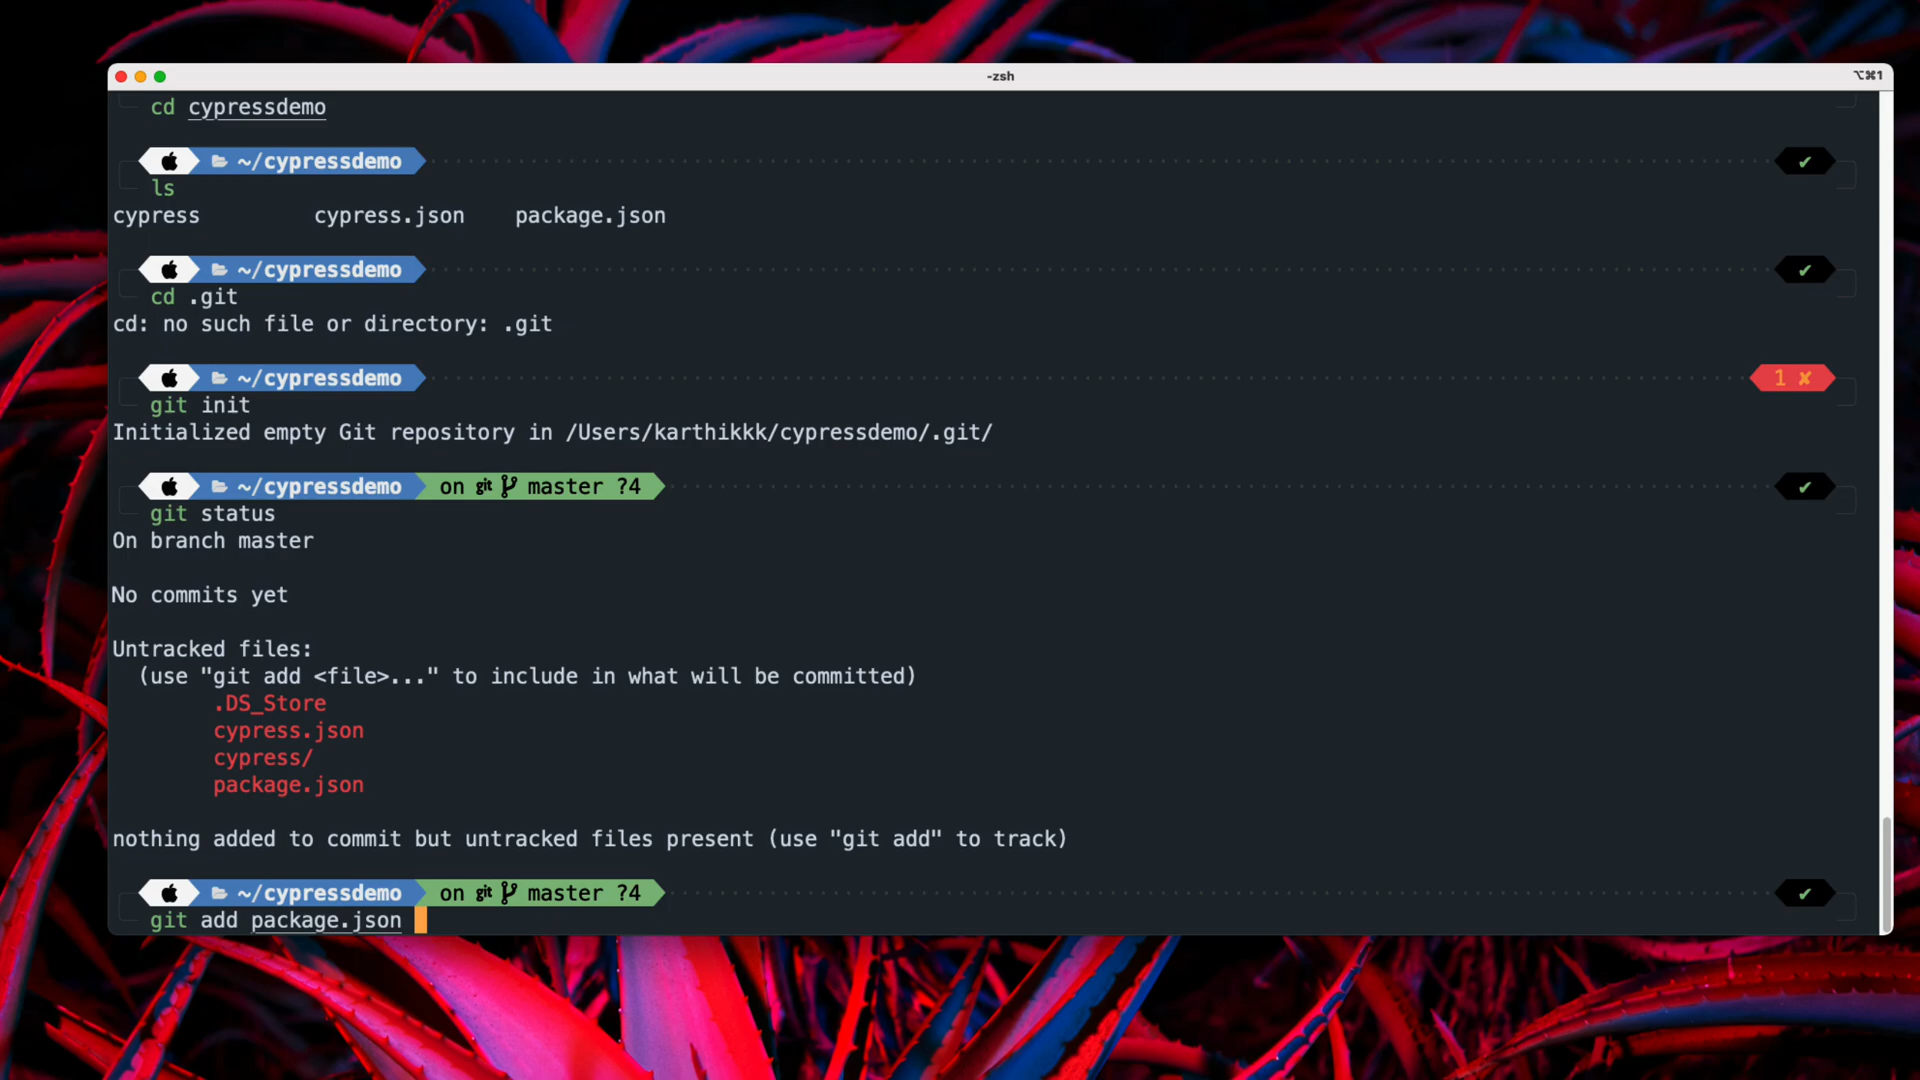 -zsh
⌥⌘1
cd cypressdemo
~/cypressdemo ✔
ls
cypress cypress.json package.json
~/cypressdemo ✔
cd .git
cd: no such file or directory: .git
~/cypressdemo 1 ✘
git init
Initialized empty Git repository in /Users/karthikkk/cypressdemo/.git/
~/cypressdemo on git master ?4 ✔
git status
On branch master
No commits yet
Untracked files:
(use "git add <file>..." to include in what will be committed)
.DS_Store
cypress.json
cypress/
package.json
nothing added to commit but untracked files present (use "git add" to track)
~/cypressdemo on git master ?4 ✔
git add package.json